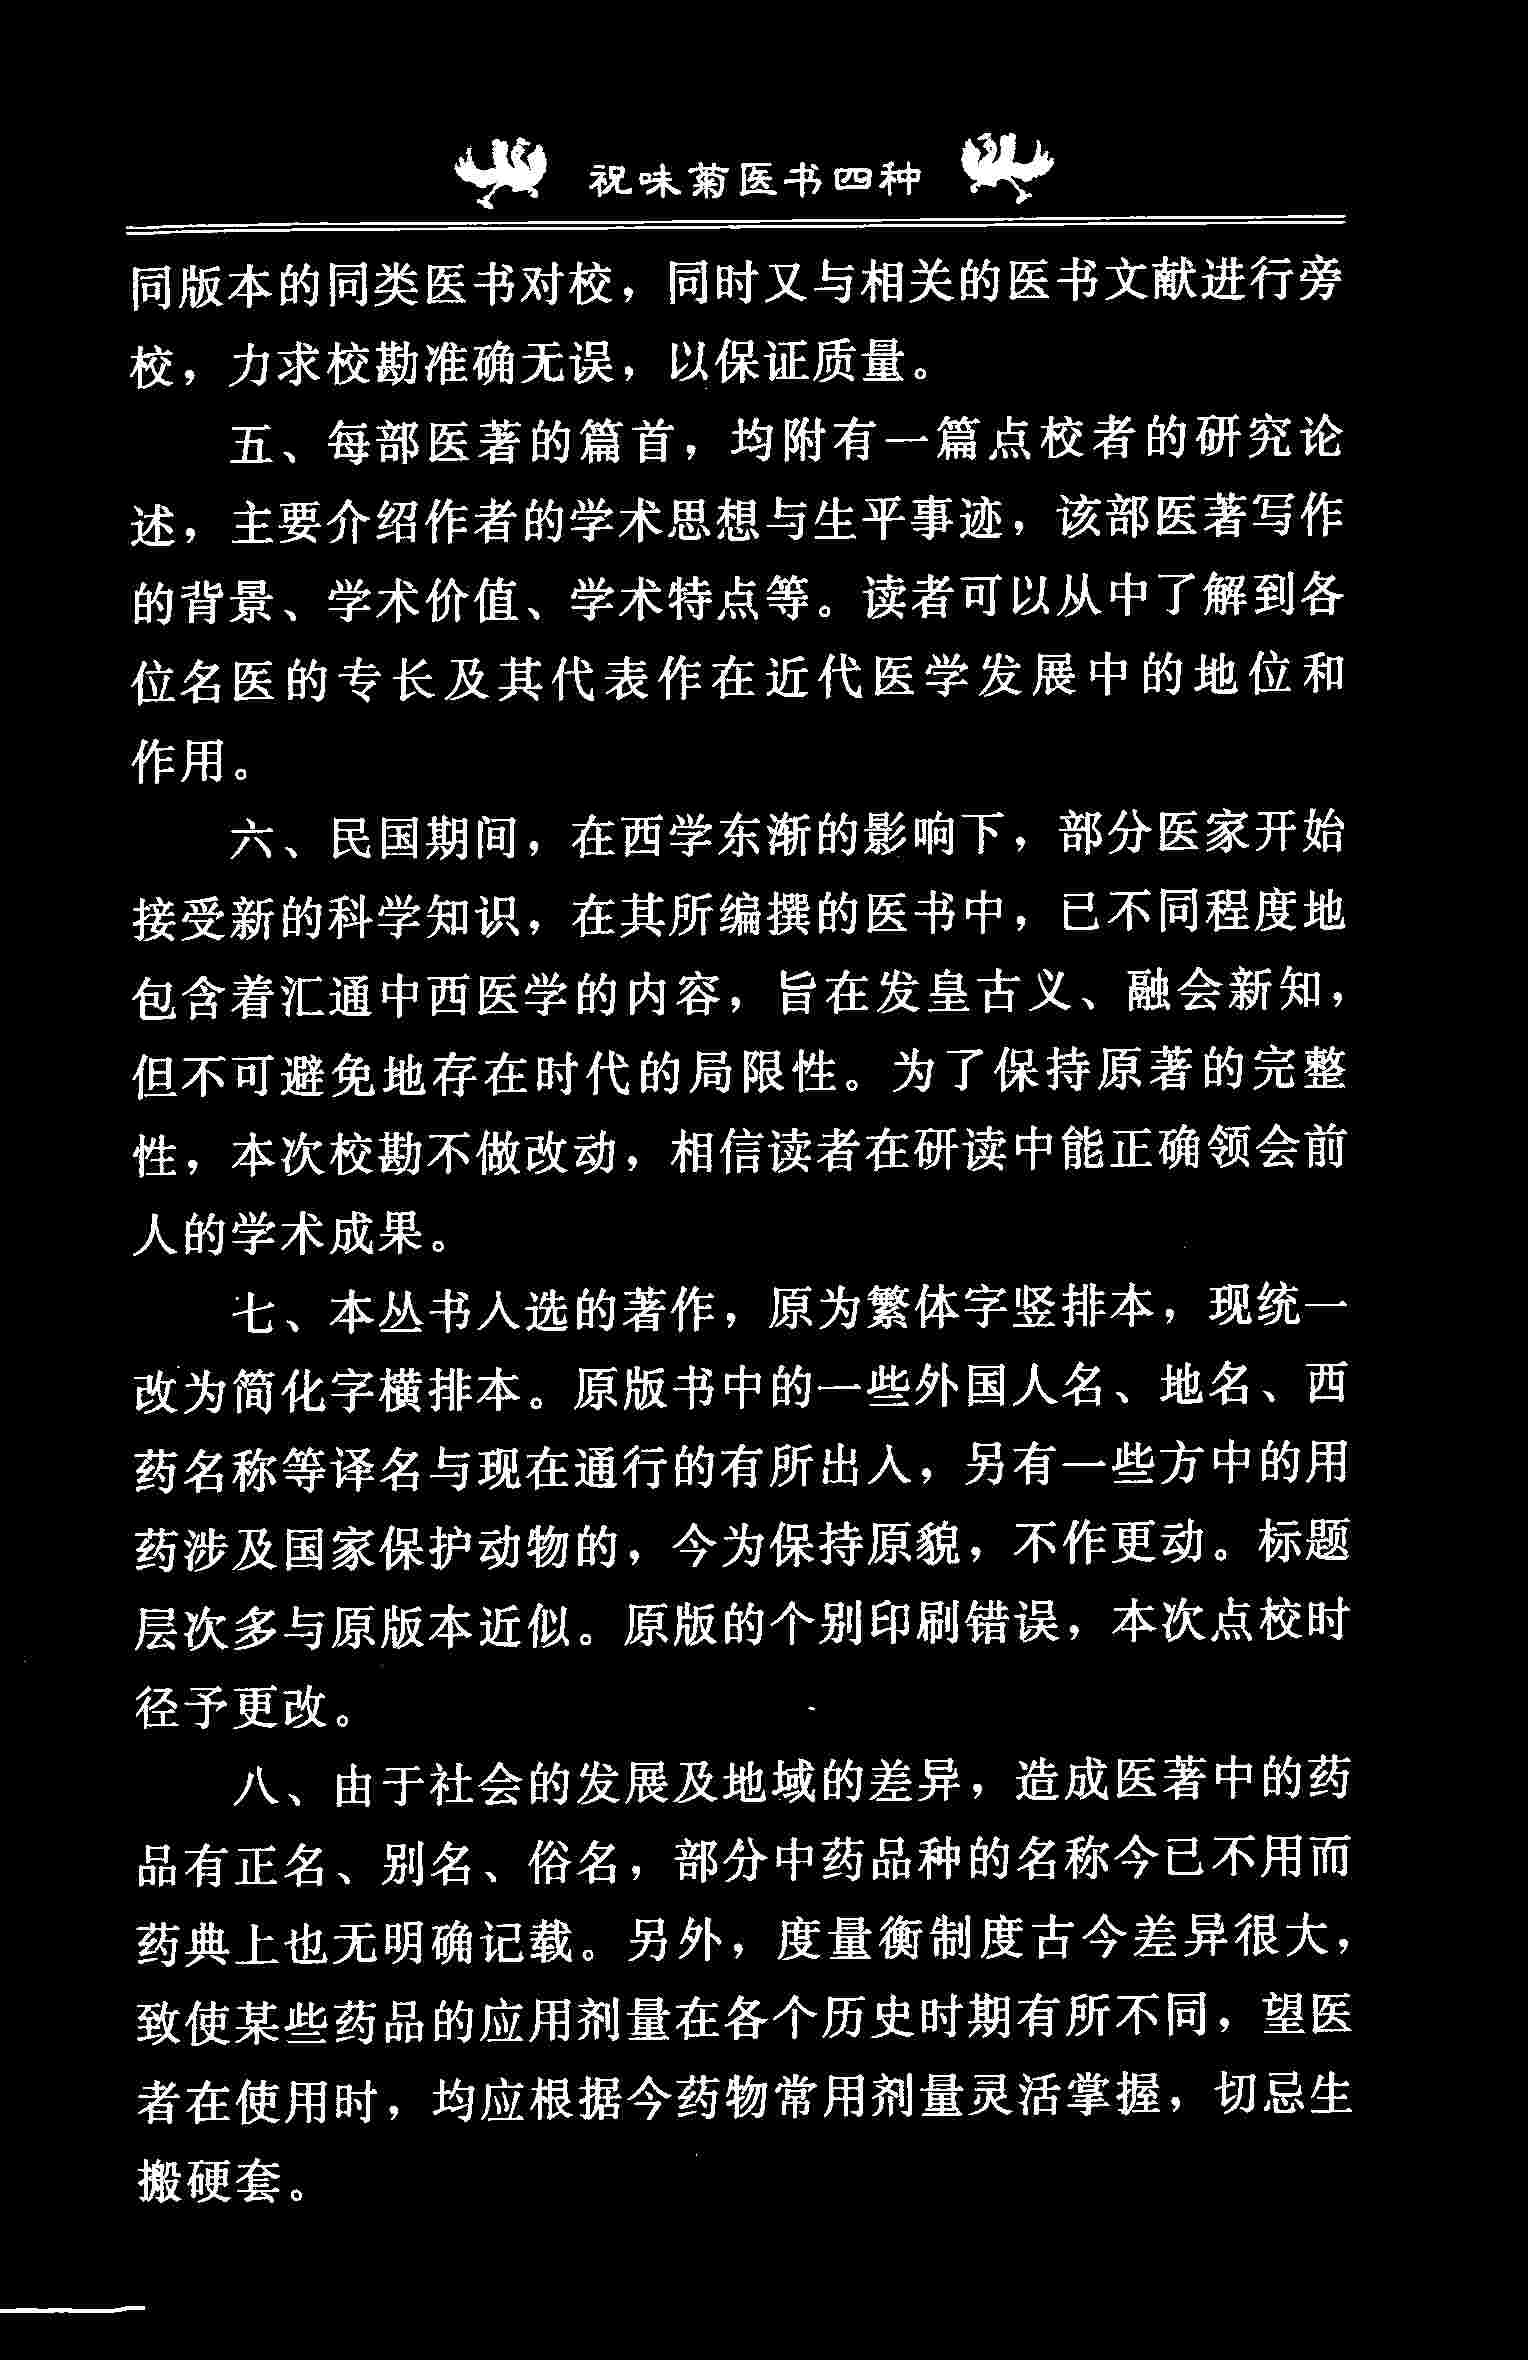 祝味菊医书四种
同版本的同类医书对校，同时又与相关的医书文献进行旁
校，力求校勘准确无误，以保证质量。
五、每部医著的篇首，均附有一篇点校者的研究论
述，主要介绍作者的学术思想与生平事迹，该部医著写作
的背景、学术价值、学术特点等。读者可以从中了解到各
位名医的专长及其代表作在近代医学发展中的地位和
作用。
六、民国期间，在西学东渐的影响下，部分医家开始
接受新的科学知识，在其所编撰的医书中，已不同程度地
包含着汇通中西医学的内容，旨在发皇古义、融会新知，
但不可避免地存在时代的局限性。为了保持原著的完整
性，本次校勘不做改动，相信读者在研读中能正确领会前
人的学术成果。
七、本丛书入选的著作，原为繁体字竖排本，现统一
改为简化字横排本。原版书中的一些外国人名、地名、西
药名称等译名与现在通行的有所出入，另有一些方中的用
药涉及国家保护动物的，今为保持原貌，不作更动。标题
层次多与原版本近似。原版的个别印刷错误，本次点校时
径予更改。
八、由于社会的发展及地域的差异，造成医著中的药
品有正名、别名、俗名，部分中药品种的名称今已不用而
药典上也无明确记载。另外，度量衡制度古今差异很大，
致使某些药品的应用剂量在各个历史时期有所不同，望医
者在使用时，均应根据今药物常用剂量灵活掌握，切忌生
搬硬套。